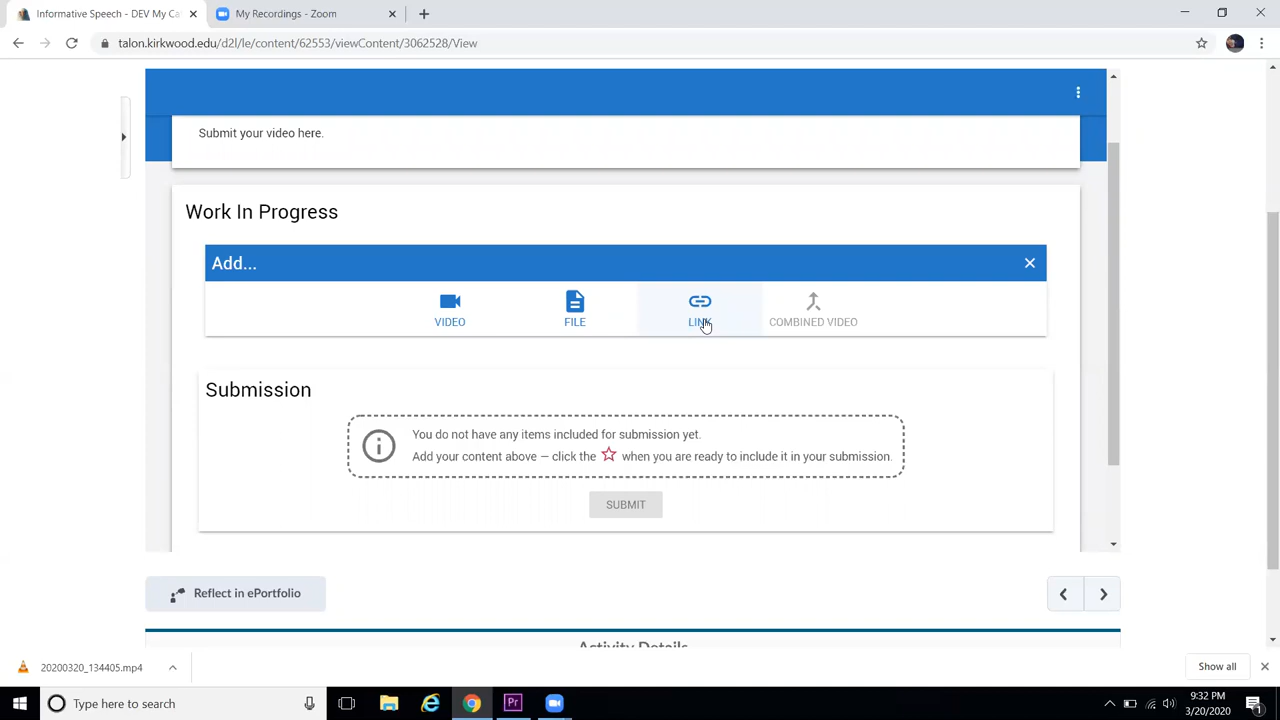 Informative Speech - DEV My Ca
My Recordings - Zoom
talon.kirkwood.edu/d2l/le/content/62553/viewContent/3062528/View
Submit your video here.
Work In Progress
Add...
VIDEO
FILE
LINK
COMBINED VIDEO
Submission
You do not have any items included for submission yet.
Add your content above — click the when you are ready to include it in your submission.
SUBMIT
Reflect in ePortfolio
Activity Details
20200320_134405.mp4
Show all
Type here to search
Pr
9:32 PM
3/20/2020
1